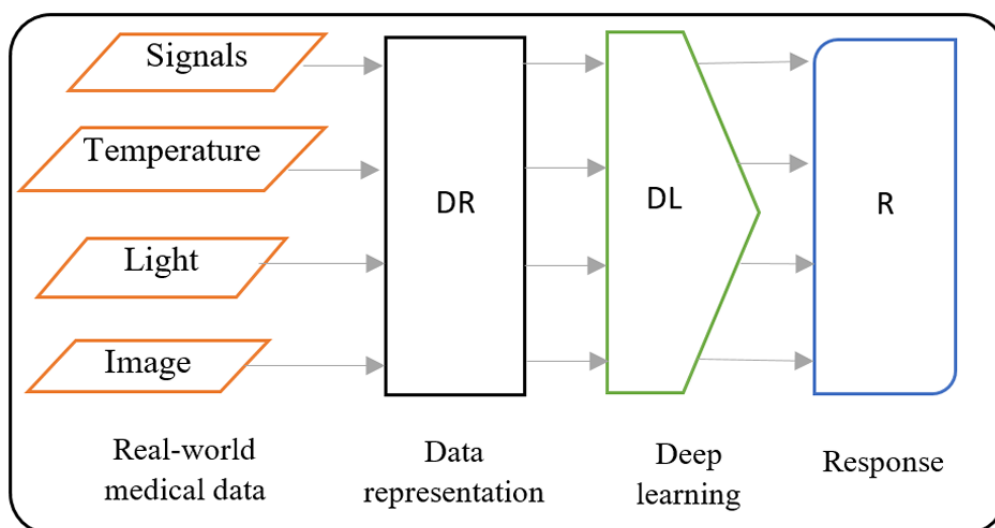 Signals
Temperature
Light
Image
DR
DL
R
Real-world
medical data
Data
representation
Deep
learning
Response